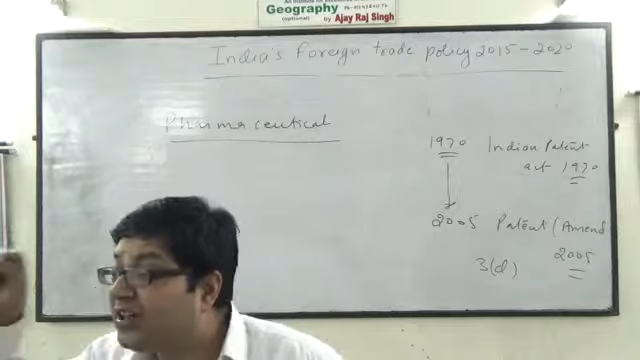 Geography
(optional) by Ajay Raj Singh
India's Foreign trade policy 2015-2020
Pharmaceutical
1970 Indian Patent
act 1970
2005 Patent (Amend
2005
3(d)